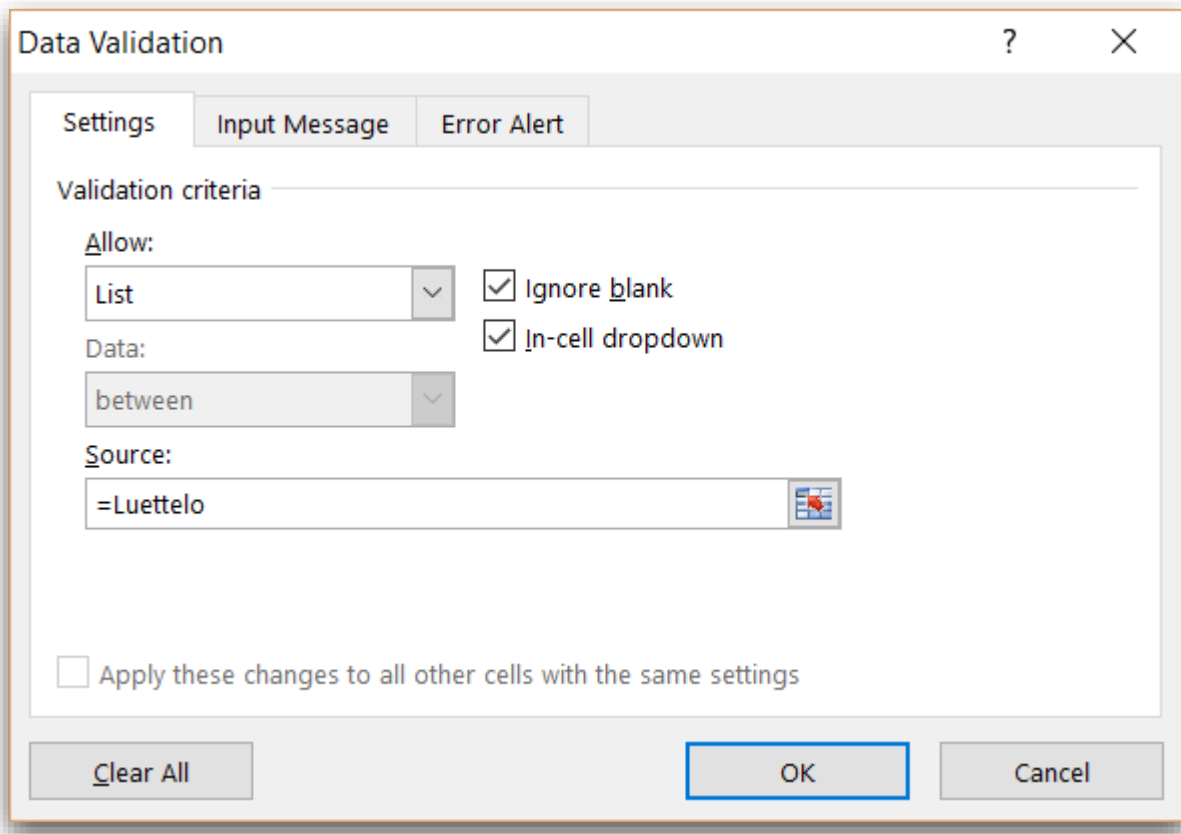 Data Validation ?
Settings Input Message Error Alert
Validation criteria
Allow:
List
Ignore blank
In-cell dropdown
Data:
between
Source:
=Luettelo
Apply these changes to all other cells with the same settings
Clear All OK Cancel